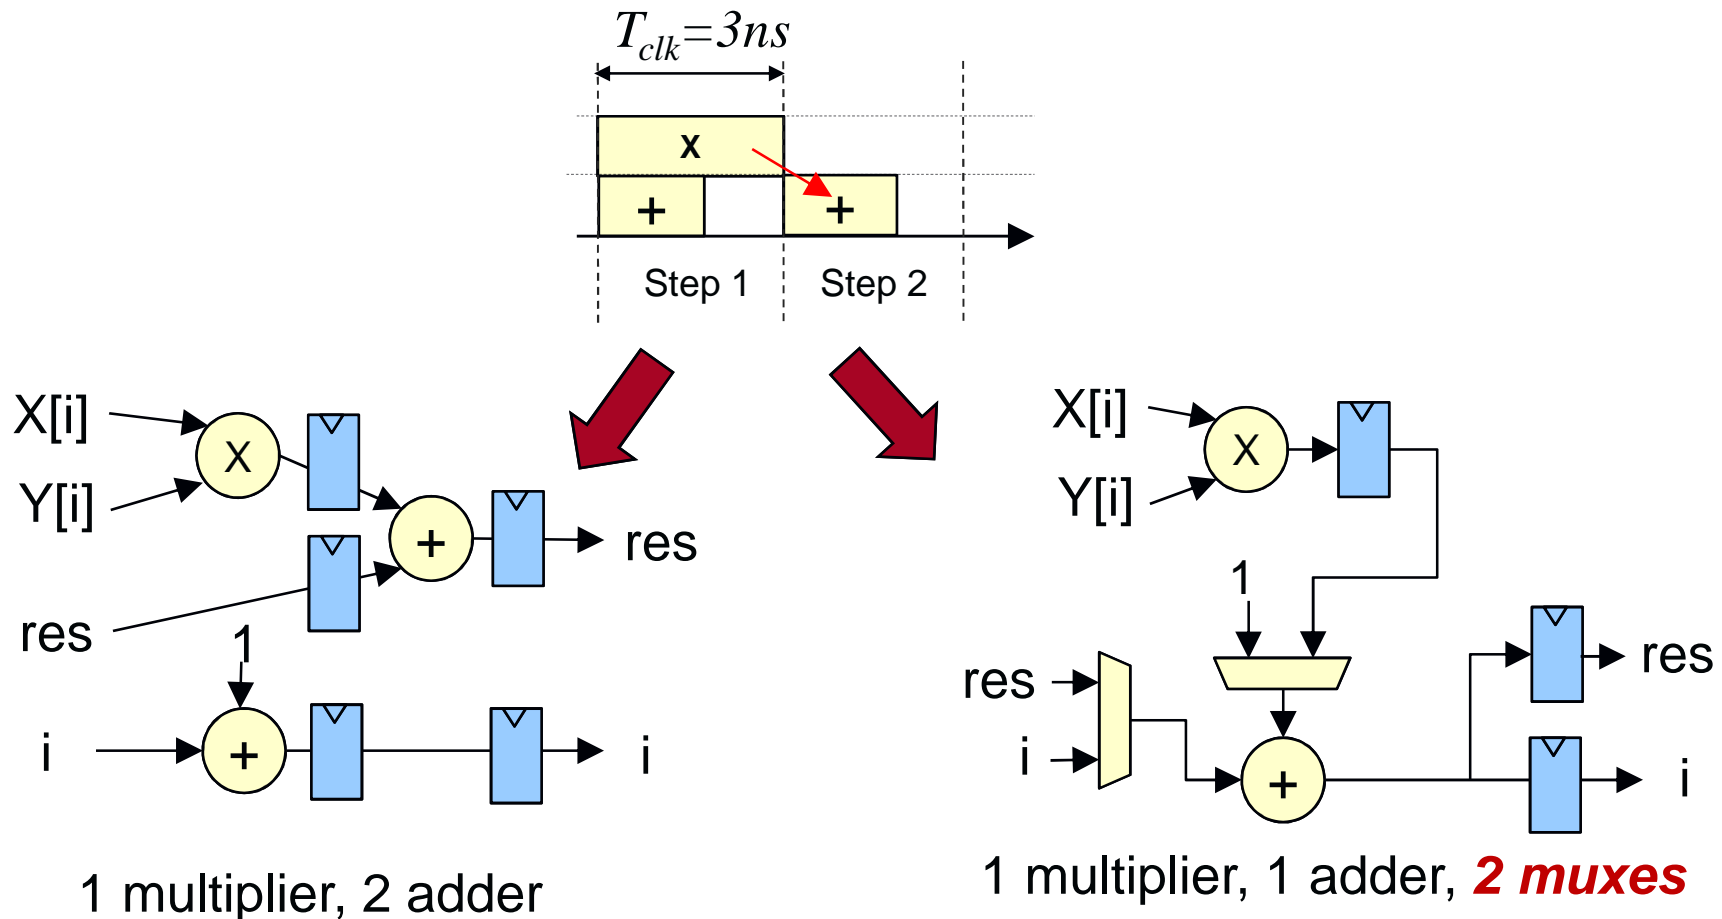 T_clk=3ns
x
+
+
Step 1
Step 2
X[i]
X
Y[i]
+
res
res
1
i
+
i
1 multiplier, 2 adder
X[i]
X
Y[i]
1
res
res
i
+
i
1 multiplier, 1 adder, 2 muxes